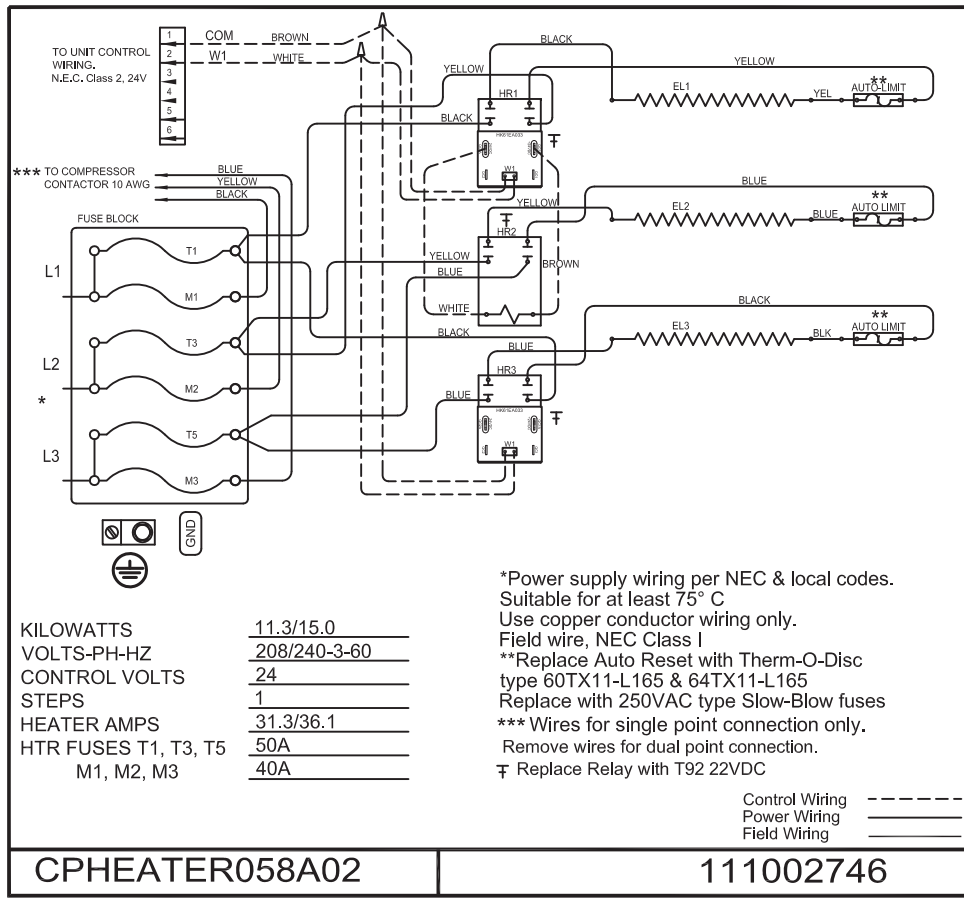 1 COM BROWN
2 W1 WHITE
3
4
5
6
TO UNIT CONTROL
WIRING.
N.E.C. Class 2, 24V
*** TO COMPRESSOR
CONTACTOR 10 AWG
BLUE
YELLOW
BLACK
FUSE BLOCK
L1
L2
*
L3
T1
M1
T3
M2
T5
M3
GND
BLACK
YELLOW
YELLOW
HR1
BLACK
HK61EA033
W1
Ŧ
EL1
YEL
**
AUTO-LIMIT
BLUE
YELLOW
Ŧ
HR2
YELLOW
BLUE
BROWN
WHITE
EL2
BLUE
**
AUTO LIMIT
BLACK
BLACK
BLUE
HR3
BLUE
HK61EA033
W1
Ŧ
EL3
BLK
**
AUTO LIMIT
KILOWATTS 11.3/15.0
VOLTS-PH-HZ 208/240-3-60
CONTROL VOLTS 24
STEPS 1
HEATER AMPS 31.3/36.1
HTR FUSES T1, T3, T5 50A
M1, M2, M3 40A
*Power supply wiring per NEC & local codes.
Suitable for at least 75° C
Use copper conductor wiring only.
Field wire, NEC Class I
**Replace Auto Reset with Therm-O-Disc
type 60TX11-L165 & 64TX11-L165
Replace with 250VAC type Slow-Blow fuses
*** Wires for single point connection only.
Remove wires for dual point connection.
Ŧ Replace Relay with T92 22VDC
Control Wiring
Power Wiring
Field Wiring
CPHEATER058A02
111002746